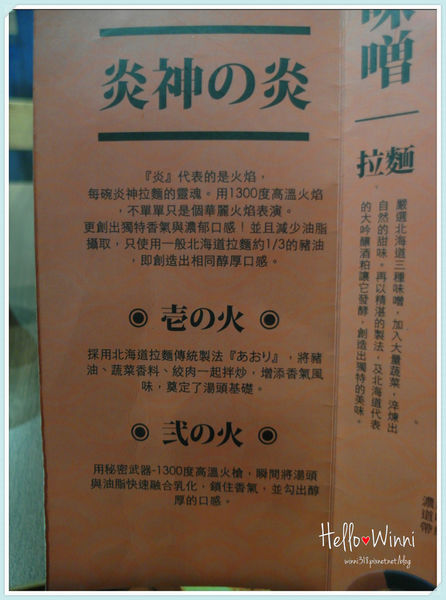 炎神の炎
『炎』代表的是火焰，
每碗炎神拉麵的靈魂。用1300度高溫火焰
，不單單只是個華麗火焰表演。
更創出獨特香氣與濃郁口感！並且減少油脂
攝取，只使用一般北海道拉麵約1/3的豬油
，即創造出相同醇厚口感。
壱の火
採用北海道拉麵傳統製法『あおり』，將豬
油、蔬菜香料、絞肉一起拌炒，增添香氣風
味，奠定了湯頭基礎。
弐の火
用秘密武器-1300度高溫火槍，瞬間將湯頭
與油脂快速融合乳化，鎖住香氣，並勾出醇
厚的口感。
味噌
拉麵
嚴選北海道三種味噌，加入大量蔬菜，淬煉出
自然的甜味。再以精湛的製法，及北海道代表
的大吟釀酒粕讓它發酵，創造出獨特的美味。
濃
道帶
Hello Winni
winni318.pixnet.net/blog